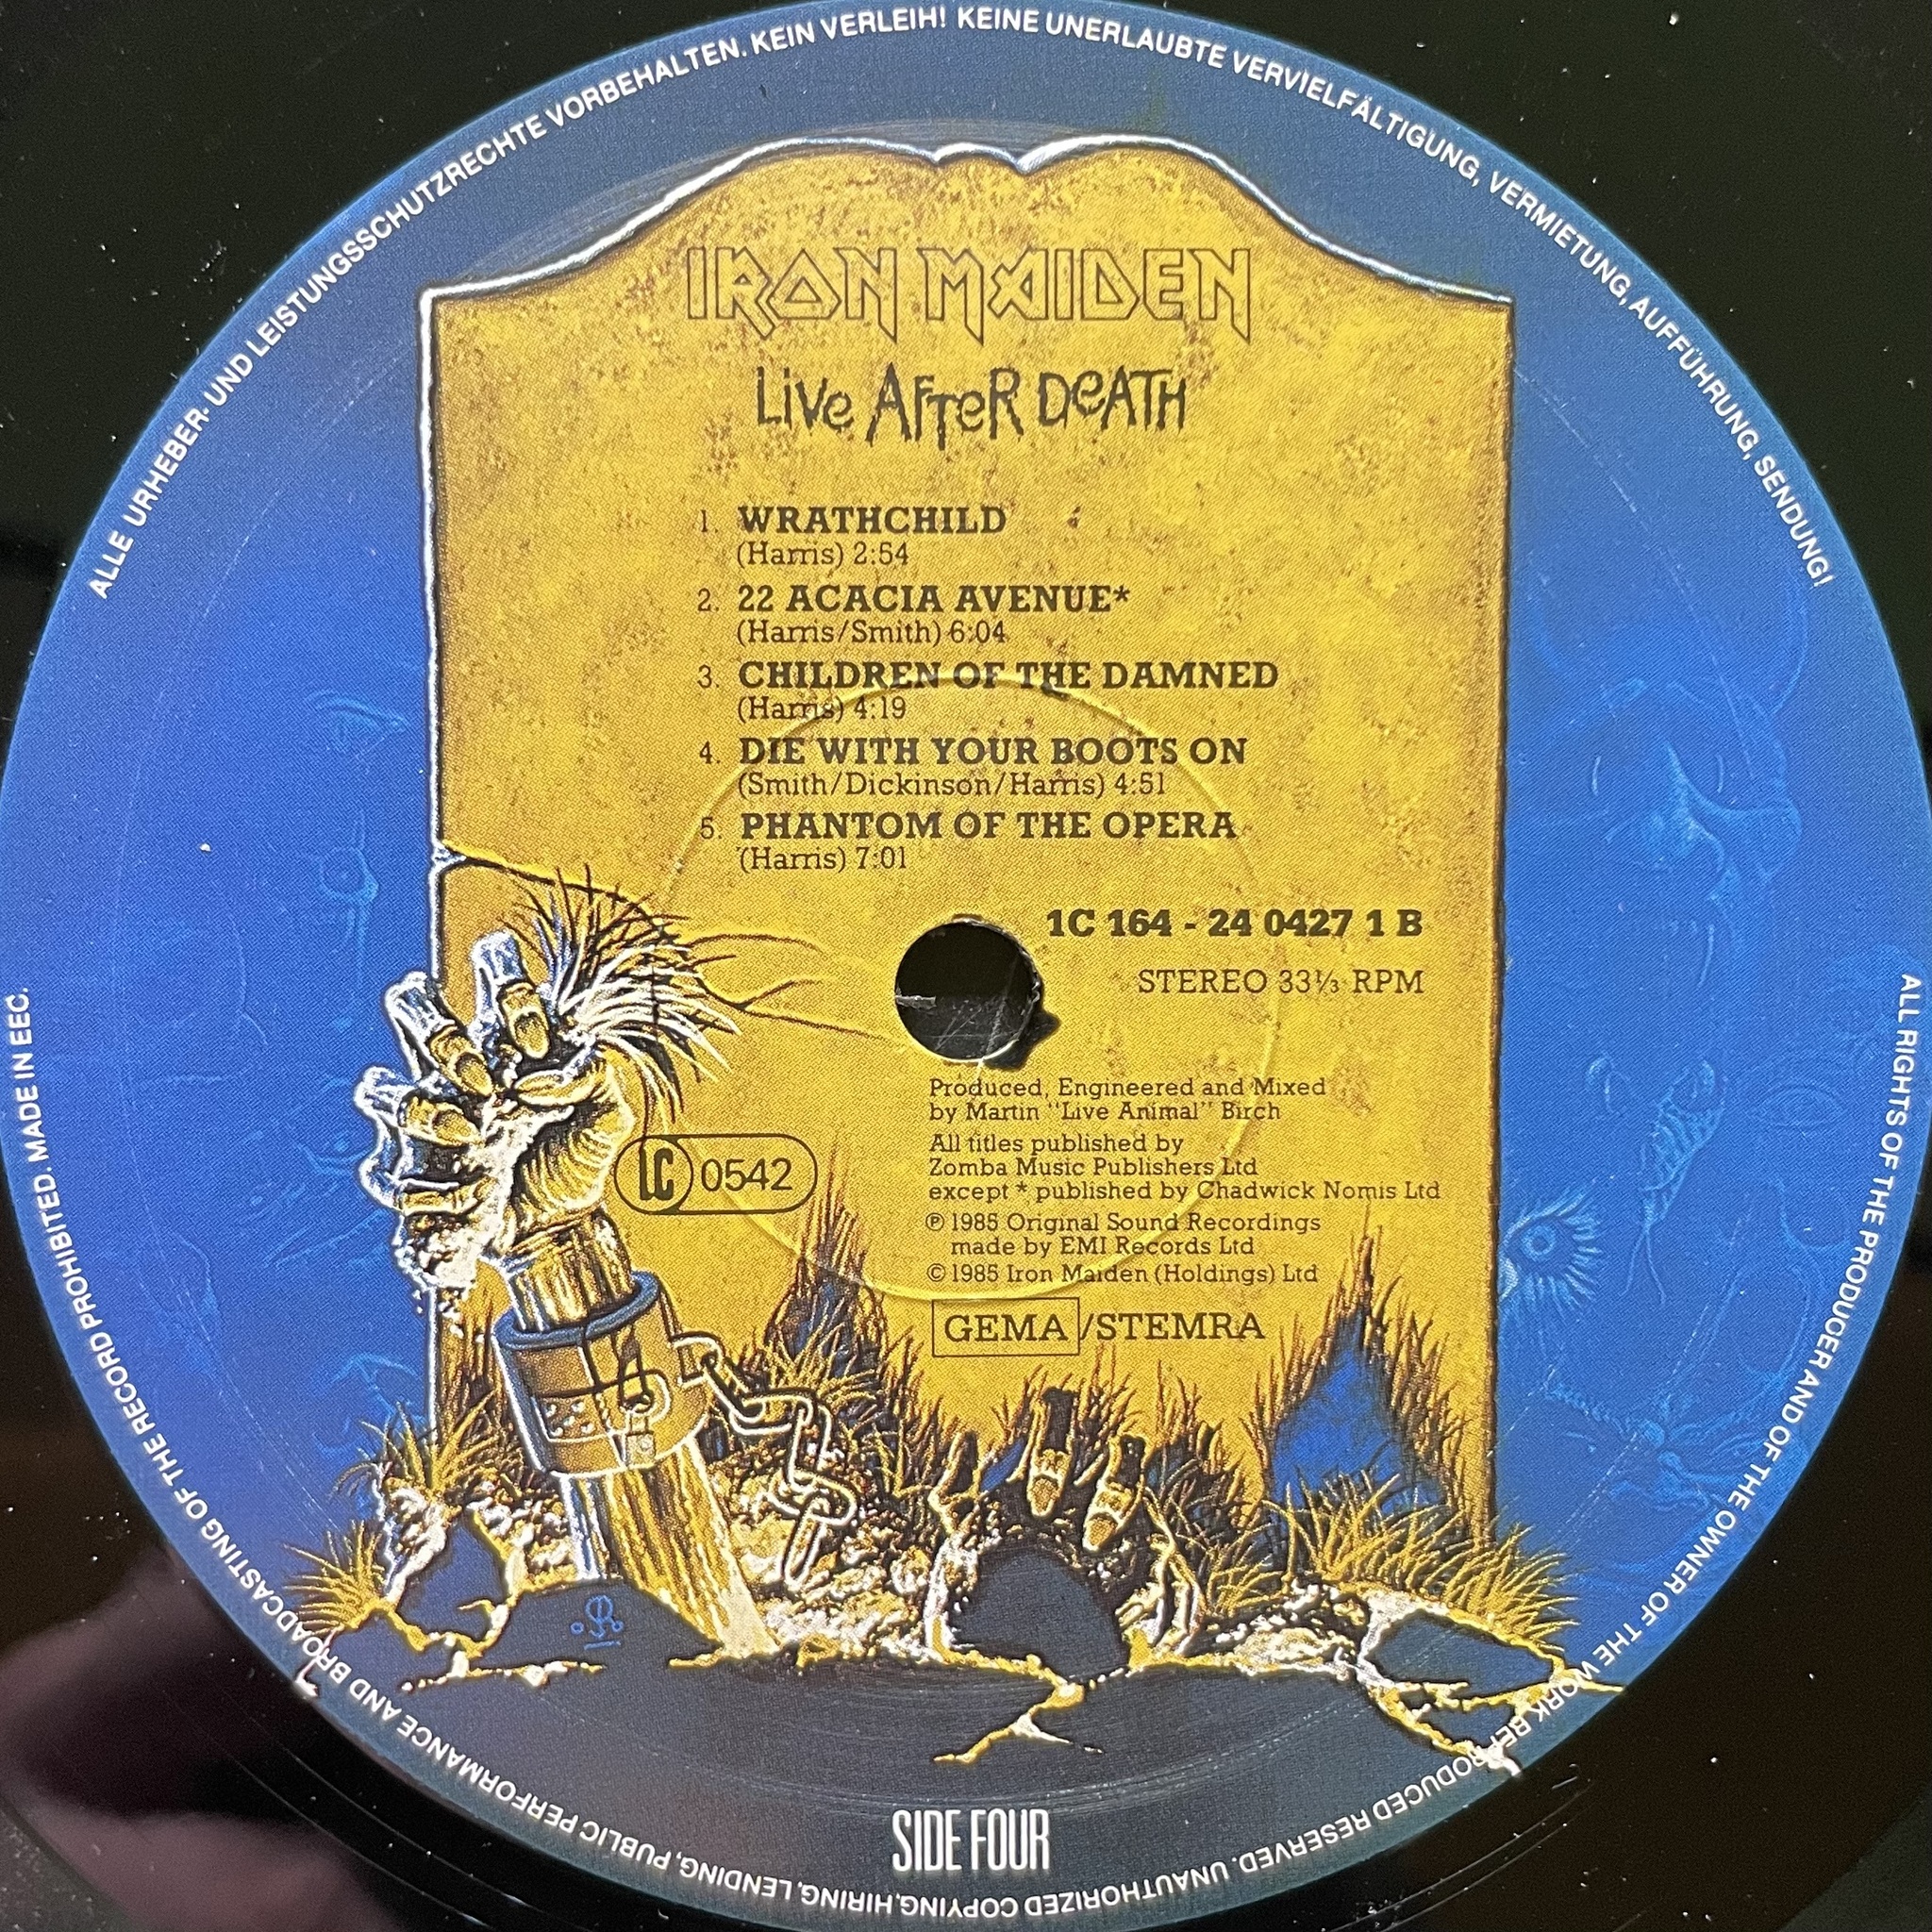 ALLE URHEBER- UND LEISTUNGSSCHUTZRECHTE VORBEHALTEN. KEIN VERLEIH! KEINE UNERLAUBTE VERVIELFÄLTIGUNG, VERMIETUNG, AUFFÜHRUNG, SENDUNG!
IRON MAIDEN
LIVE AFTER DEATH
1. WRATHCHILD
(Harris) 2:54
2. 22 ACACIA AVENUE*
(Harris/Smith) 6:04
3. CHILDREN OF THE DAMNED
(Harris) 4:19
4. DIE WITH YOUR BOOTS ON
(Smith/Dickinson/Harris) 4:51
5. PHANTOM OF THE OPERA
(Harris) 7:01
1C 164 - 24 0427 1 B
STEREO 33⅓ RPM
Produced, Engineered and Mixed
by Martin "Live Animal" Birch
All titles published by
Zomba Music Publishers Ltd
except * published by Chadwick Nomis Ltd
℗ 1985 Original Sound Recordings
made by EMI Records Ltd
© 1985 Iron Maiden (Holdings) Ltd
LC 0542
GEMA/STEMRA
SIDE FOUR
ALL RIGHTS OF THE PRODUCER AND OF THE OWNER OF THE WORK REPRODUCED RESERVED. UNAUTHORIZED COPYING, HIRING, LENDING, PUBLIC PERFORMANCE AND BROADCASTING OF THE RECORD PROHIBITED. MADE IN EEC.